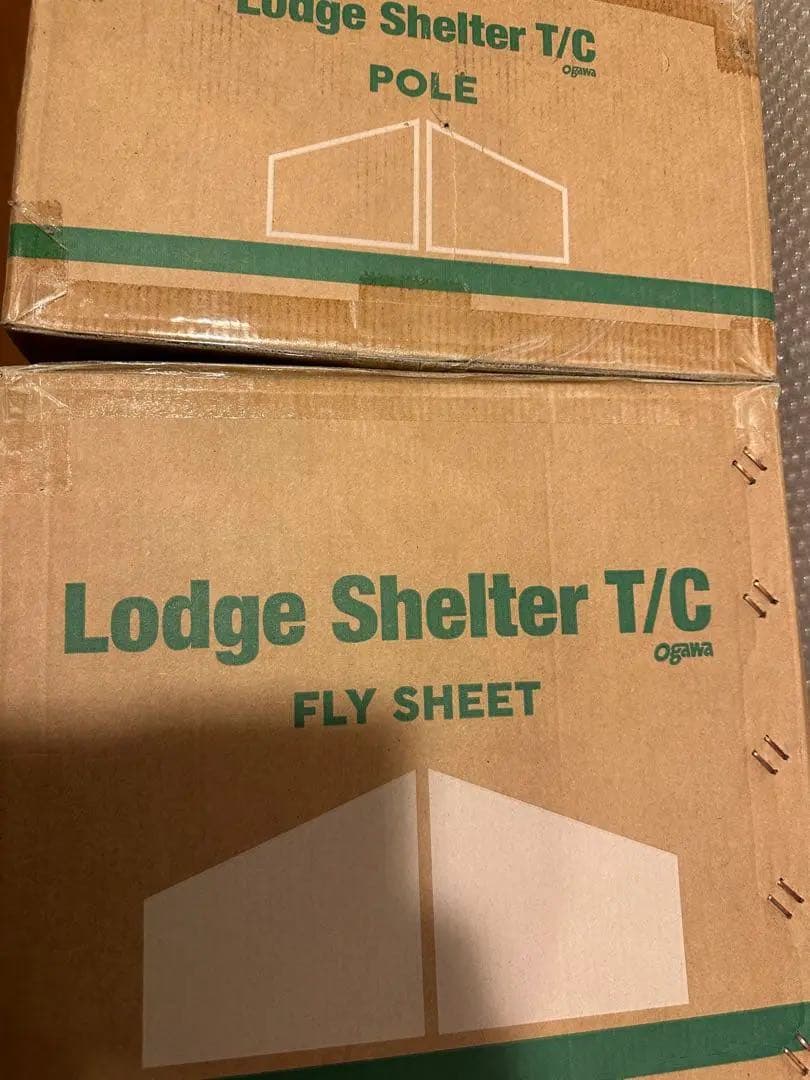 Lodge Shelter T/C
ogawa
POLE
Lodge Shelter T/C
ogawa
FLY SHEET